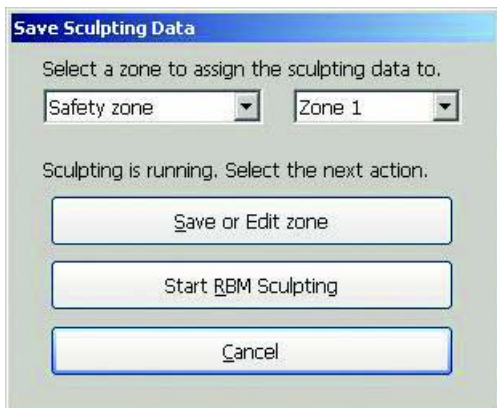 Save Sculpting Data
Select a zone to assign the sculpting data to.
Safety zone Zone 1
Sculpting is running. Select the next action.
Save or Edit zone
Start RBM Sculpting
Cancel